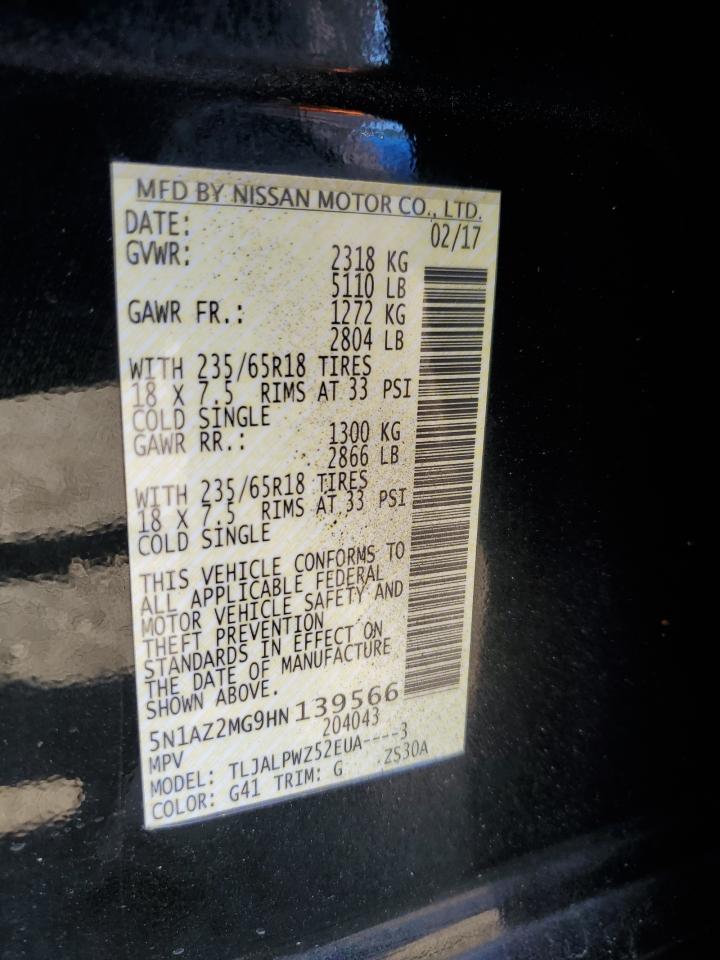 MFD BY NISSAN MOTOR CO., LTD.
DATE: 02/17
GVWR: 2318 KG
5110 LB
GAWR FR.: 1272 KG
2804 LB
WITH 235/65R18 TIRES
18 X 7.5 RIMS AT 33 PSI
COLD SINGLE
GAWR RR.: 1300 KG
2866 LB
WITH 235/65R18 TIRES
18 X 7.5 RIMS AT 33 PSI
COLD SINGLE
THIS VEHICLE CONFORMS TO
ALL APPLICABLE FEDERAL
MOTOR VEHICLE SAFETY AND
THEFT PREVENTION
STANDARDS IN EFFECT ON
THE DATE OF MANUFACTURE
SHOWN ABOVE.
5N1AZ2MG9HN 139566
MPV 204043
MODEL: TLJALPWZ52EUA----3
COLOR: G41 TRIM: G ZS30A